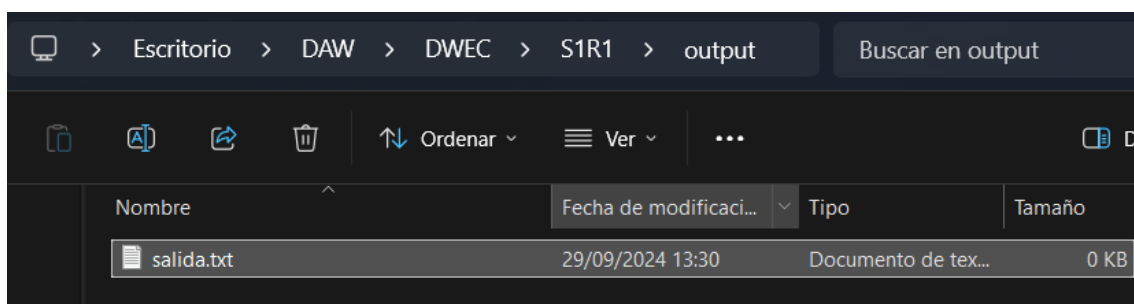 Escritorio > DAW > DWEC > S1R1 > output Buscar en output
Ordenar Ver ... D
Nombre Fecha de modificaci... Tipo Tamaño
salida.txt 29/09/2024 13:30 Documento de tex... 0 KB